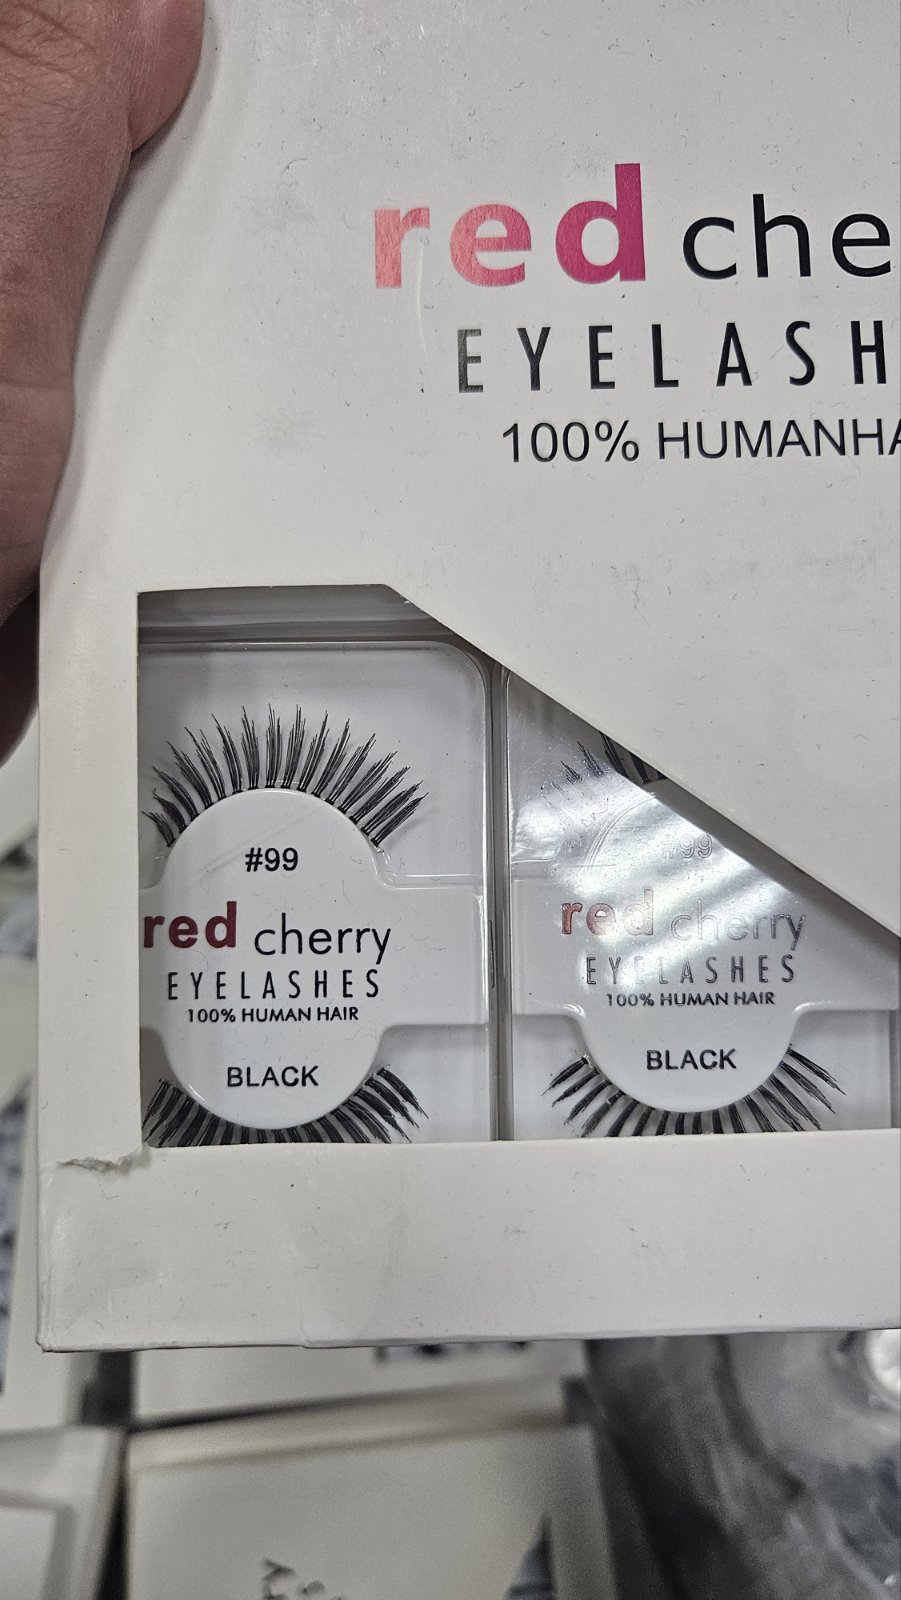 red che
EYELASH
100% HUMANHA
#99
red cherry
EYELASHES
100% HUMAN HAIR
BLACK
#99
red cherry
EYELASHES
100% HUMAN HAIR
BLACK